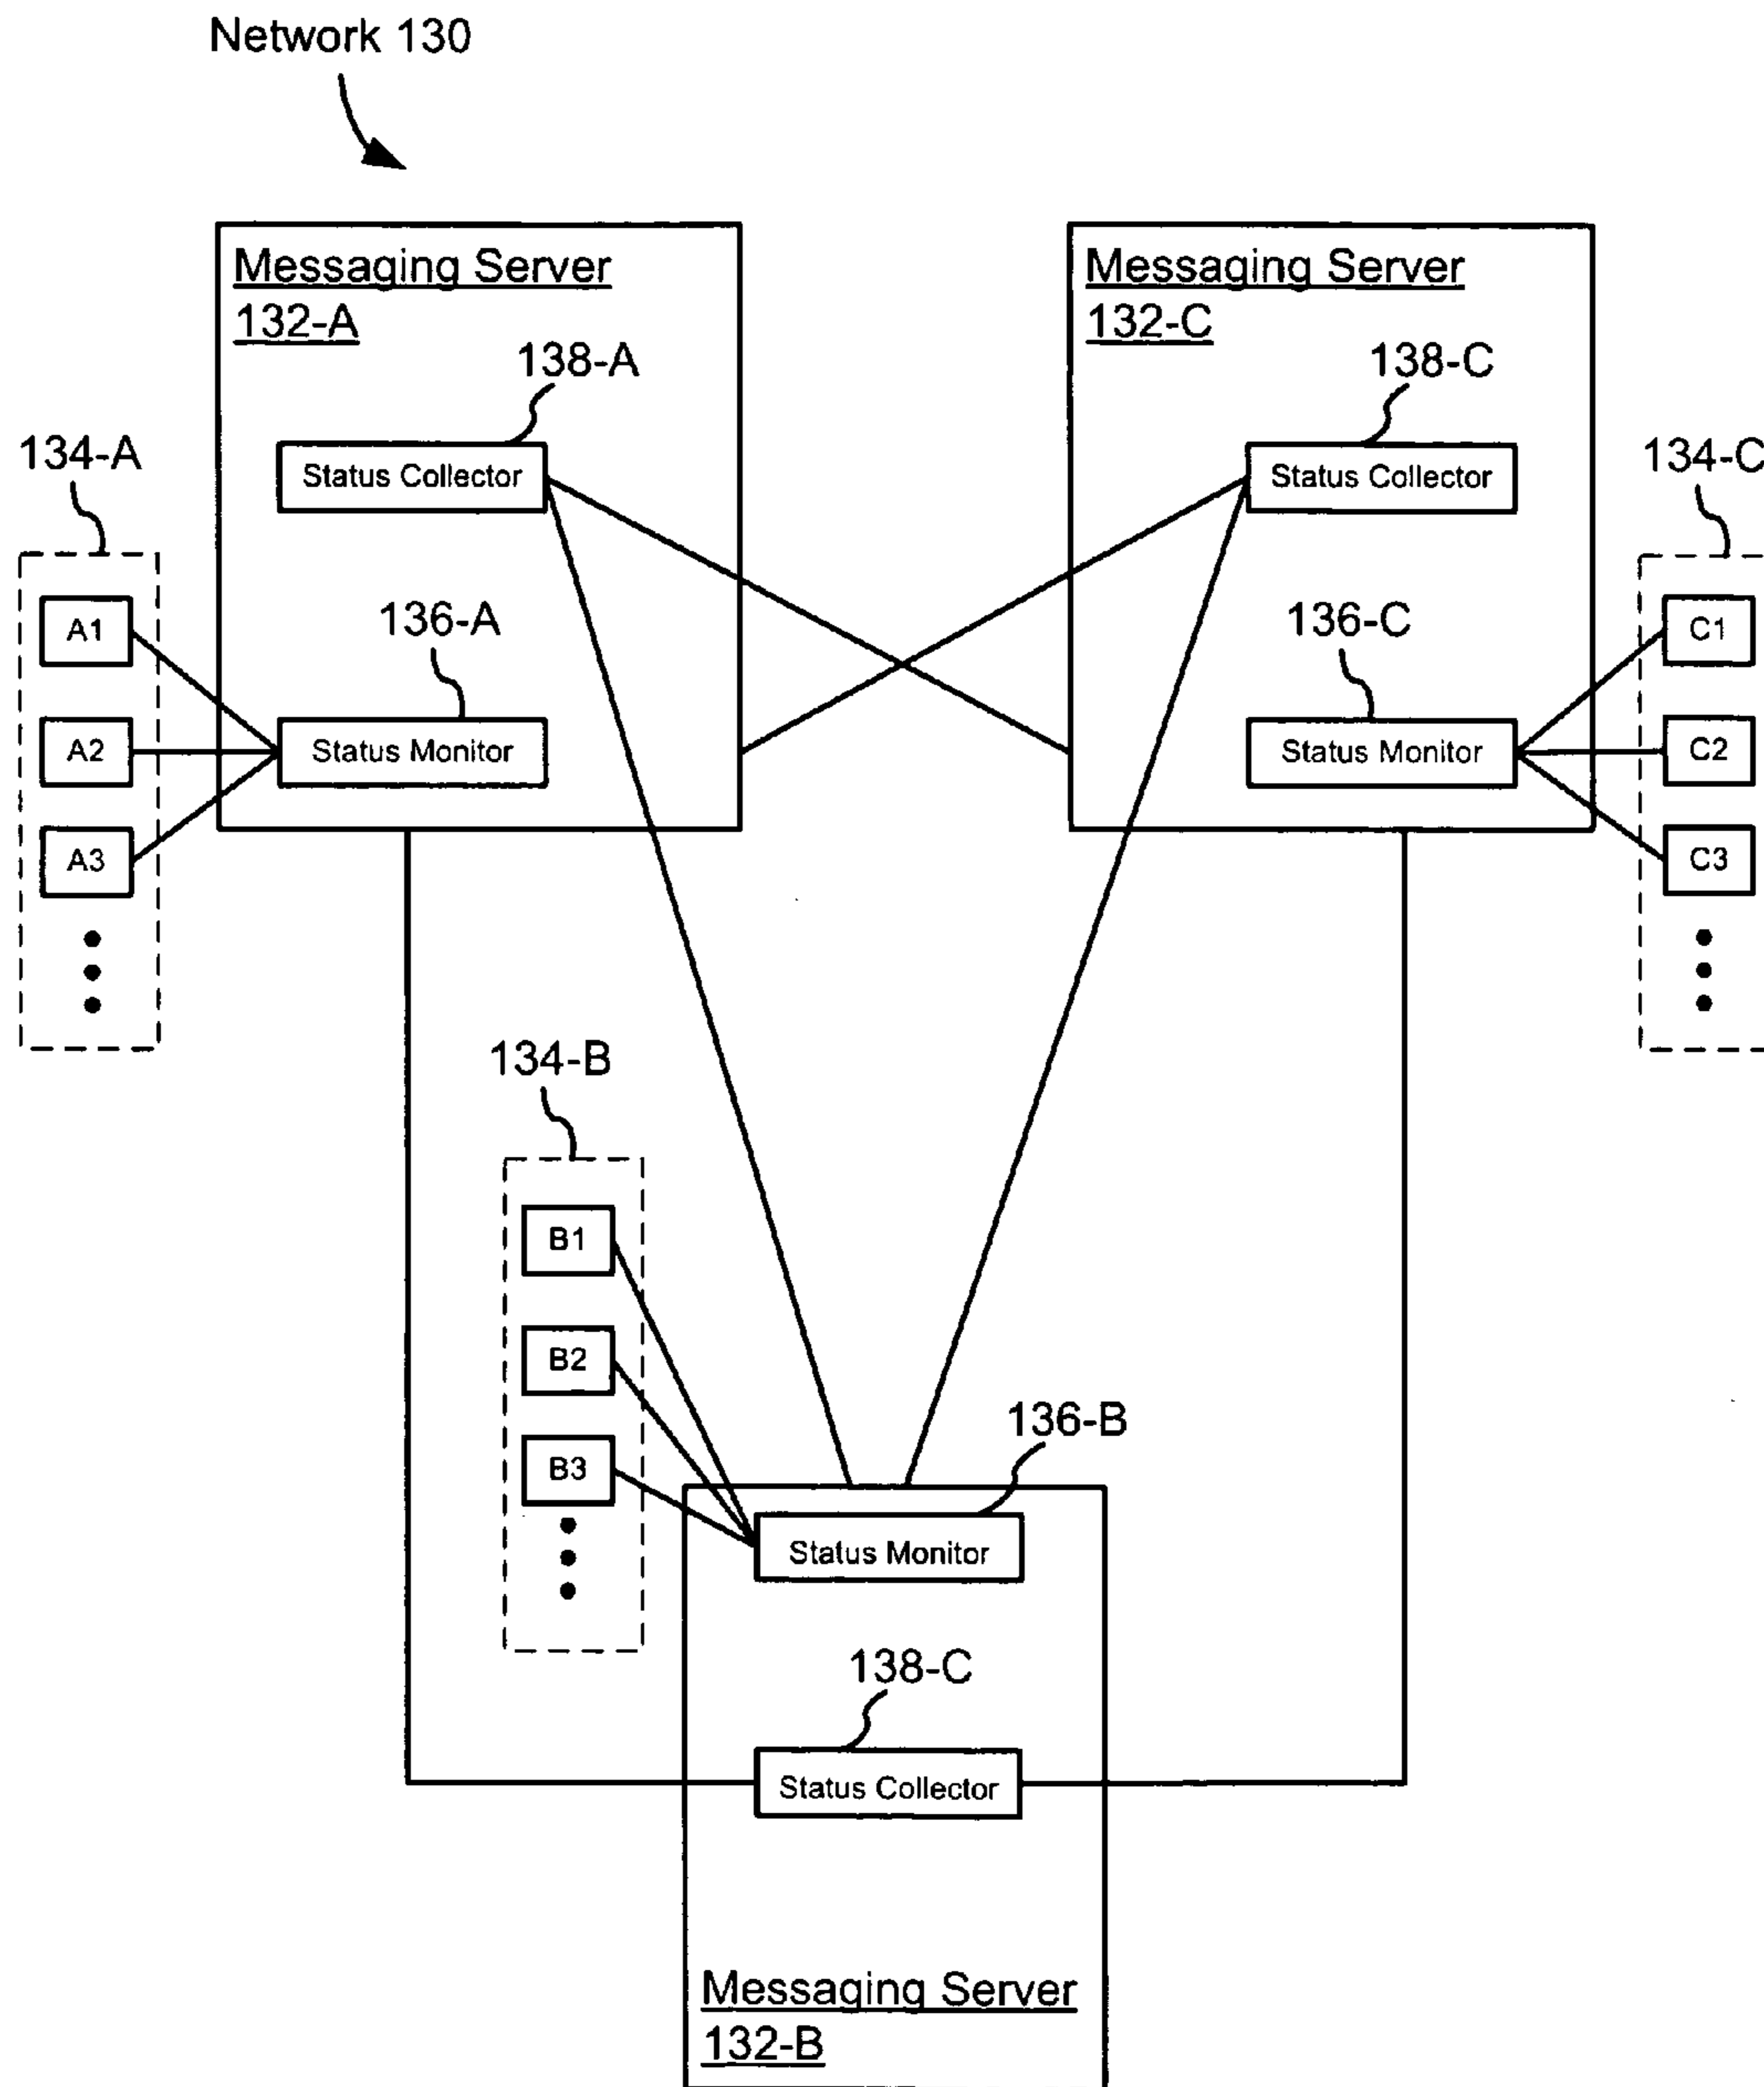 Network 130
Messaging Server
132-A
138-A
Status Collector
136-A
Status Monitor
134-A
A1
A2
A3
Messaging Server
132-C
138-C
Status Collector
136-C
Status Monitor
134-C
C1
C2
C3
134-B
B1
B2
B3
136-B
Status Monitor
138-C
Status Collector
Messaging Server
132-B